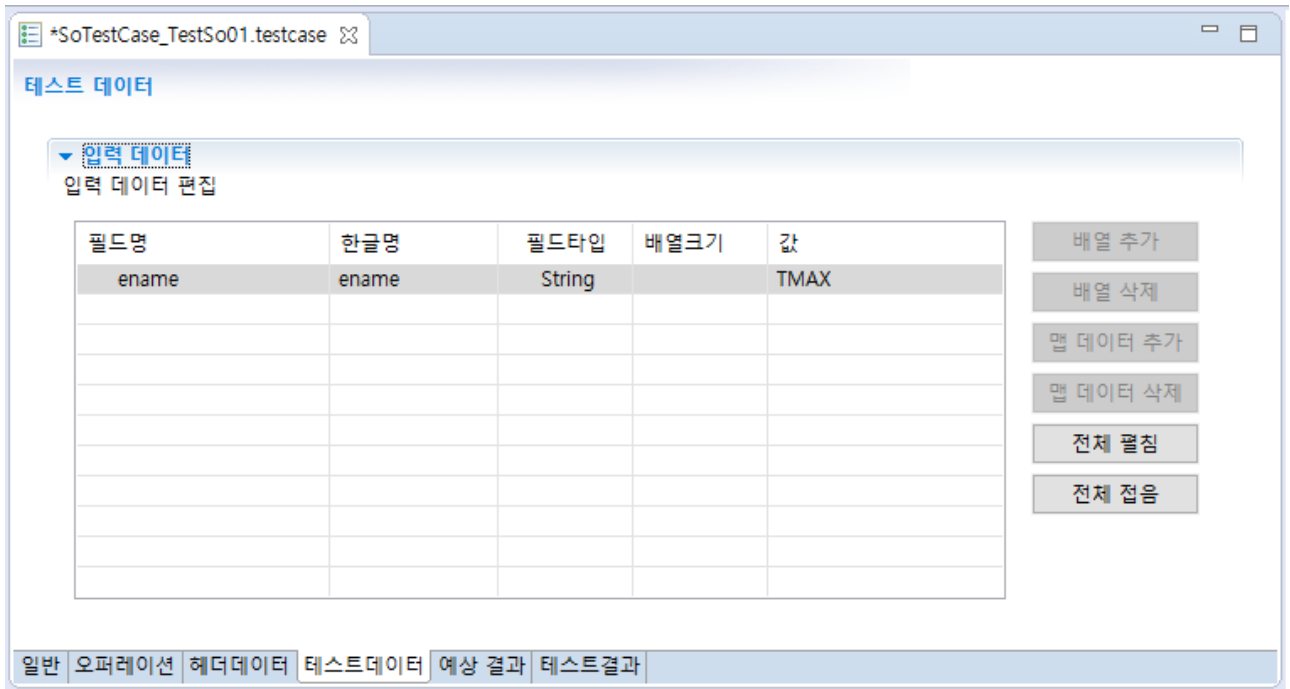 *SoTestCase_TestSo01.testcase
테스트 데이터
입력 데이터
입력 데이터 편집
필드명 한글명 필드타입 배열크기 값
ename ename String TMAX
배열 추가
배열 삭제
맵 데이터 추가
맵 데이터 삭제
전체 펼침
전체 접음
일반 오퍼레이션 헤더데이터 테스트데이터 예상 결과 테스트결과